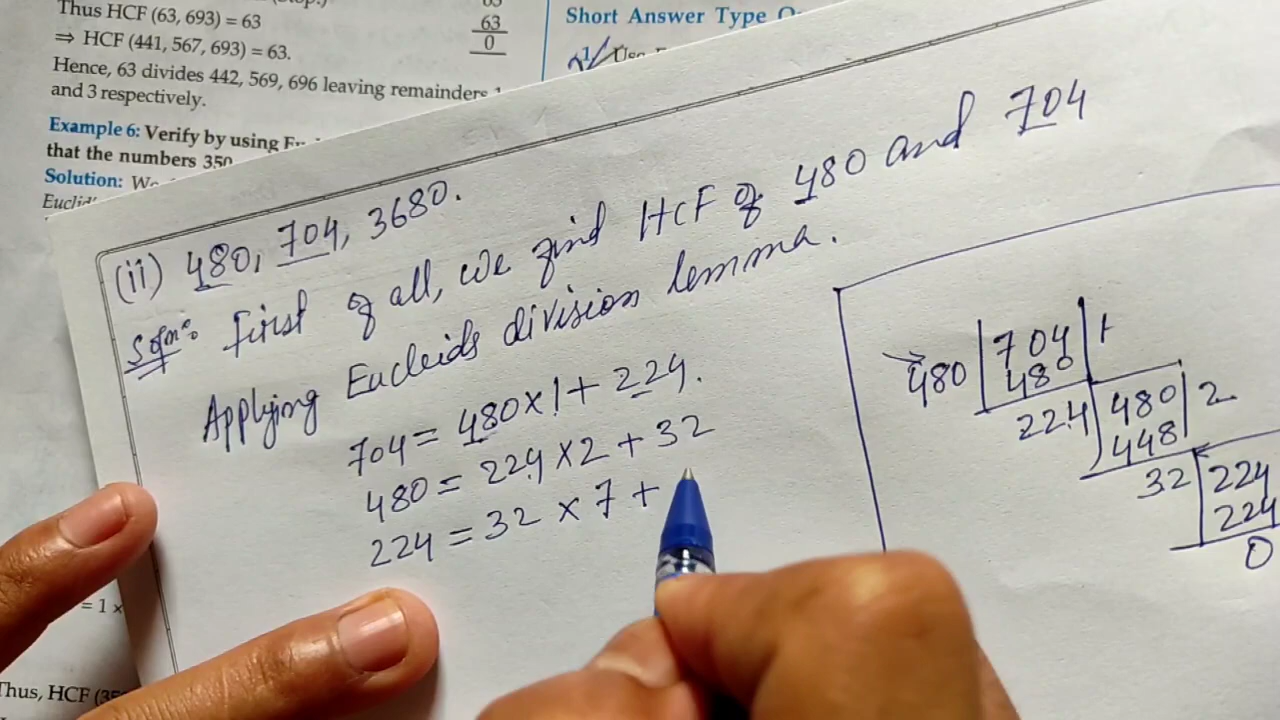 Thus HCF (63, 693) = 63
⇒ HCF (441, 567, 693) = 63.
Hence, 63 divides 442, 569, 696 leaving remainders
and 3 respectively.
Example 6: Verify by using
that the numbers 350
Solution:
Euclid'
63
0
Short Answer Type
(ii) 480, 704, 3680.
Soln: First of all, we find HCF of 480 and 704
Applying Eucleids division lemma.
704 = 480 × 1 + 224.
480 = 224 × 2 + 32
224 = 32 × 7 +
480 | 704 | 1
480
224 | 480 | 2
448
32 | 224
224
0
= 1 ×
Thus, HCF